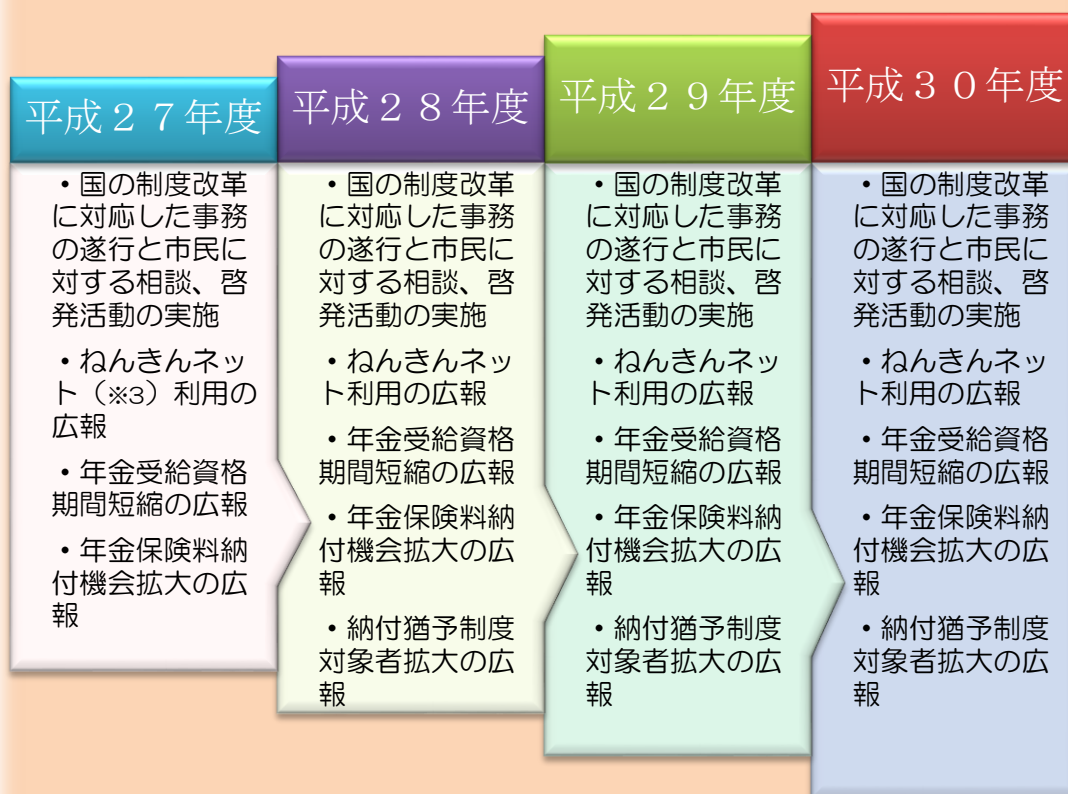 平成２７年度
・国の制度改革
に対応した事務
の遂行と市民に
対する相談、啓
発活動の実施
・ねんきんネッ
ト（※3）利用の
広報
・年金受給資格
期間短縮の広報
・年金保険料納
付機会拡大の広
報
平成２８年度
・国の制度改革
に対応した事務
の遂行と市民に
対する相談、啓
発活動の実施
・ねんきんネッ
ト利用の広報
・年金受給資格
期間短縮の広報
・年金保険料納
付機会拡大の広
報
・納付猶予制度
対象者拡大の広
報
平成２９年度
・国の制度改革
に対応した事務
の遂行と市民に
対する相談、啓
発活動の実施
・ねんきんネッ
ト利用の広報
・年金受給資格
期間短縮の広報
・年金保険料納
付機会拡大の広
報
・納付猶予制度
対象者拡大の広
報
平成３０年度
・国の制度改革
に対応した事務
の遂行と市民に
対する相談、啓
発活動の実施
・ねんきんネッ
ト利用の広報
・年金受給資格
期間短縮の広報
・年金保険料納
付機会拡大の広
報
・納付猶予制度
対象者拡大の広
報